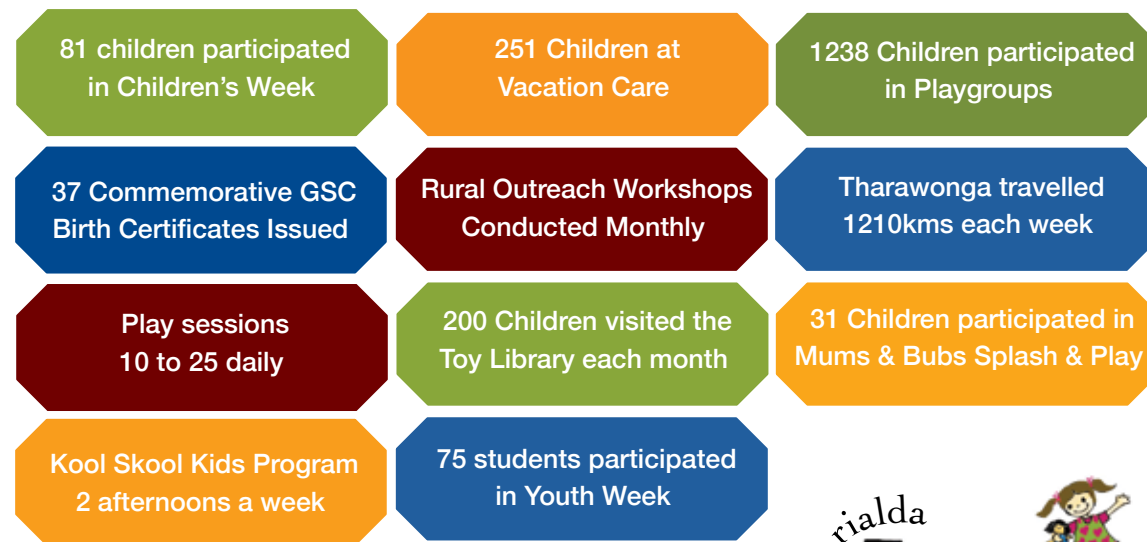 81 children participated
in Children's Week
251 Children at
Vacation Care
1238 Children participated
in Playgroups
37 Commemorative GSC
Birth Certificates Issued
Rural Outreach Workshops
Conducted Monthly
Tharawonga travelled
1210kms each week
Play sessions
10 to 25 daily
200 Children visited the
Toy Library each month
31 Children participated in
Mums & Bubs Splash & Play
Kool Skool Kids Program
2 afternoons a week
75 students participated
in Youth Week
rialda